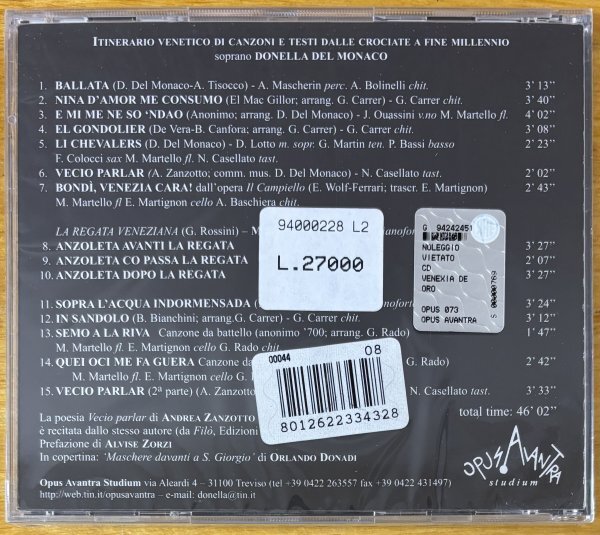 ITINERARIO VENETICO DI CANZONI E TESTI DALLE CROCIATE A FINE MILLENNIO
soprano DONELLA DEL MONACO
1. BALLATA (D. Del Monaco-A. Tisocco) - A. Mascherin perc. A. Bolinelli chit. 3' 13"
2. NINA D'AMOR ME CONSUMO (El Mac Gillor; arrang. G. Carrer) - G. Carrer chit. 3' 40"
3. E MI ME NE SO 'NDAO (Anonimo; arrang. D. Del Monaco) - J. Ouassini v.no M. Martello fl. 4' 02"
4. EL GONDOLIER (De Vera-B. Canfora; arrang. G. Carrer) - G. Carrer chit. 3' 08"
5. LI CHEVALERS (D. Del Monaco) - D. Lotto m. sopr. G. Martin ten. P. Bassi basso 2' 23"
F. Colocci sax M. Martello fl. N. Casellato tast.
6. VECIO PARLAR (A. Zanzotto; comm. mus. D. Del Monaco) - N. Casellato tast. 2' 02"
7. BONDÌ, VENEZIA CARA! dall'opera Il Campiello (E. Wolf-Ferrari; trascr. E. Martignon) 2' 43"
M. Martello fl E. Martignon cello A. Baschiera chit.
LA REGATA VENEZIANA (G. Rossini) –
8. ANZOLETA AVANTI LA REGATA 3' 27"
9. ANZOLETA CO PASSA LA REGATA 2' 07"
10. ANZOLETA DOPO LA REGATA 3' 27"
11. SOPRA L'ACQUA INDORMENSADA 3' 24"
12. IN SANDOLO (B. Bianchini; arrang.G. Carrer) - G. Carrer chit. 3' 12"
13. SEMO A LA RIVA Canzone da battello (anonimo '700; arrang. G. Rado) 1' 47"
M. Martello fl. E. Martignon cello G. Rado chit.
14. QUEI OCI ME FA GUERA Canzone da G. Rado) 2' 42"
M. Martello fl. E. Martignon cello G.
15. VECIO PARLAR (2ª parte) (A. Zanzotto N. Casellato tast. 3' 33"
total time: 46' 02"
La poesia Vecio parlar di ANDREA ZANZOTTO
è recitata dallo stesso autore (da Filò, Edizioni
Prefazione di ALVISE ZORZI
In copertina: 'Maschere davanti a S. Giorgio' di ORLANDO DONADI
Opus Avantra Studium via Aleardi 4 – 31100 Treviso (tel +39 0422 263557 fax +39 0422 431497)
http://web.tin.it/opusavantra – e-mail: donella@tin.it
94000228 L2
L.27000
G 94242451
NOLEGGIO
VIETATO
CD
VENEXIA DE
ORO
OPUS 073
OPUS AVANTRA
S 00000769
00044
08
8012622334328
OPUS AVANTRA
studium